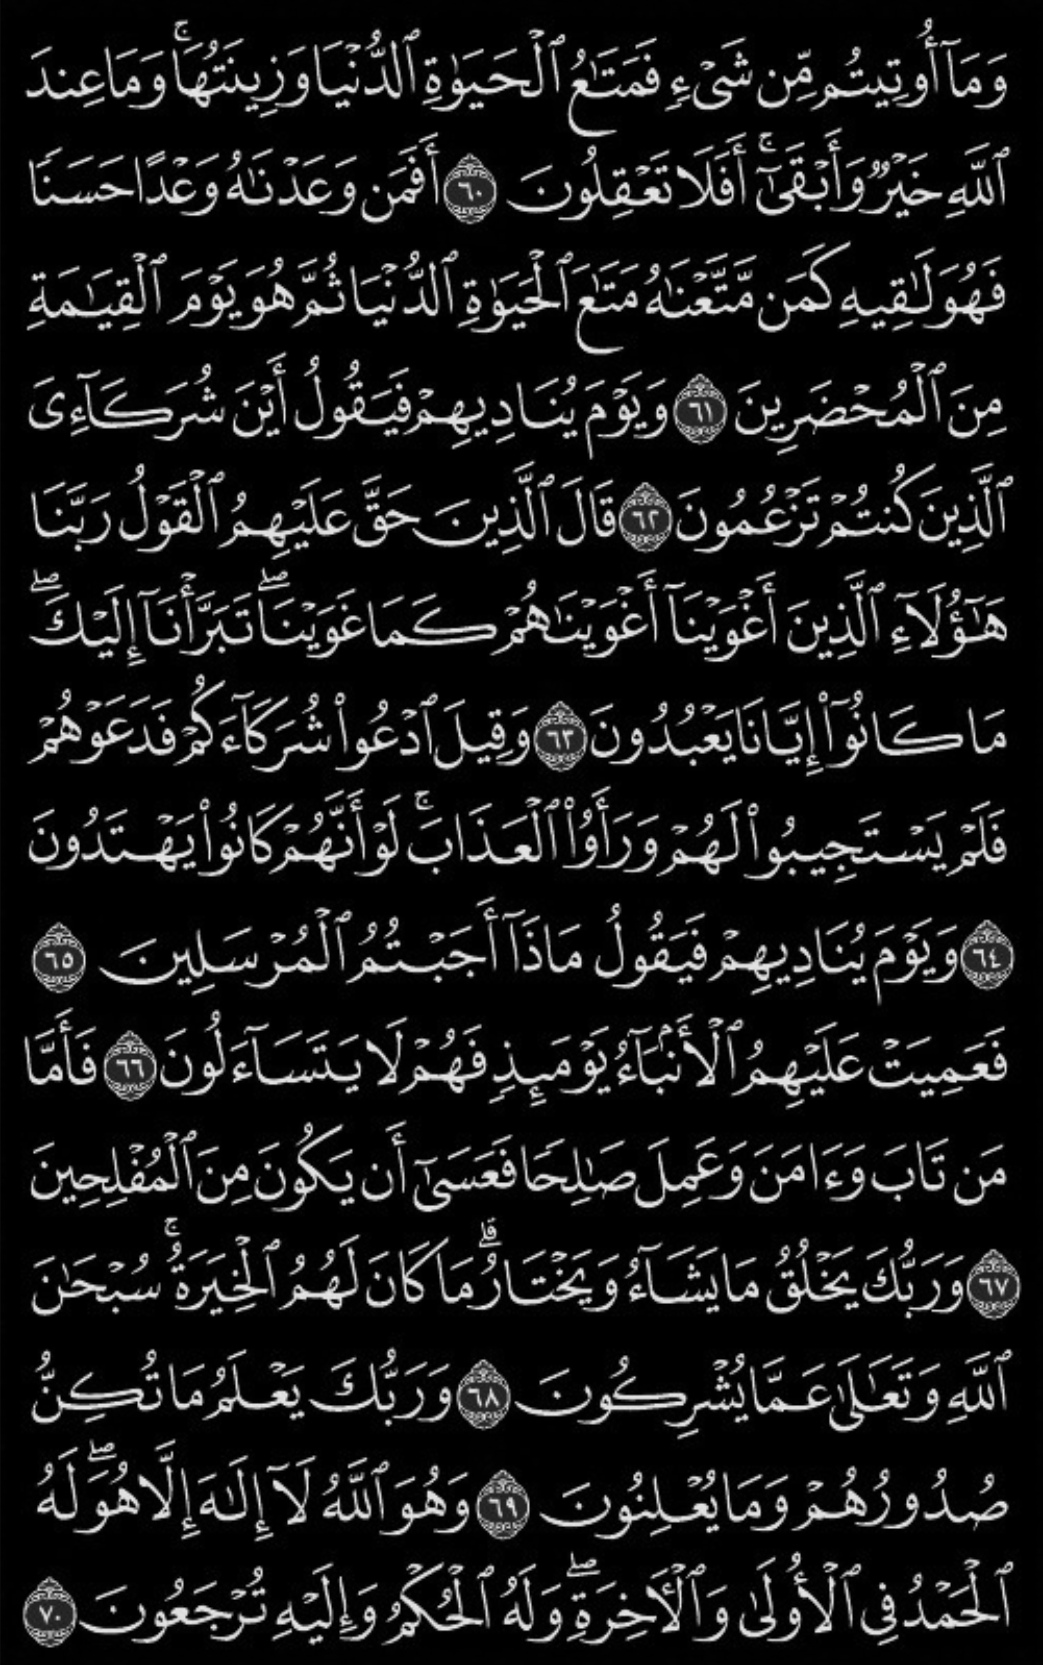 وَمَآ أُوتِيتُم مِّن شَىْءٍ فَمَتَـٰعُ ٱلْحَيَوٰةِ ٱلدُّنْيَا وَزِينَتُهَا ۚ وَمَا عِندَ
ٱللَّهِ خَيْرٌ وَأَبْقَىٰٓ ۚ أَفَلَا تَعْقِلُونَ ٦٠ أَفَمَن وَعَدْنَـٰهُ وَعْدًا حَسَنًا
فَهُوَ لَـٰقِيهِ كَمَن مَّتَّعْنَـٰهُ مَتَـٰعَ ٱلْحَيَوٰةِ ٱلدُّنْيَا ثُمَّ هُوَ يَوْمَ ٱلْقِيَـٰمَةِ
مِنَ ٱلْمُحْضَرِينَ ٦١ وَيَوْمَ يُنَادِيهِمْ فَيَقُولُ أَيْنَ شُرَكَآءِىَ
ٱلَّذِينَ كُنتُمْ تَزْعُمُونَ ٦٢ قَالَ ٱلَّذِينَ حَقَّ عَلَيْهِمُ ٱلْقَوْلُ رَبَّنَا
هَـٰٓؤُلَآءِ ٱلَّذِينَ أَغْوَيْنَآ أَغْوَيْنَـٰهُمْ كَمَا غَوَيْنَا ۖ تَبَرَّأْنَآ إِلَيْكَ ۖ
مَا كَانُوٓا۟ إِيَّانَا يَعْبُدُونَ ٦٣ وَقِيلَ ٱدْعُوا۟ شُرَكَآءَكُمْ فَدَعَوْهُمْ
فَلَمْ يَسْتَجِيبُوا۟ لَهُمْ وَرَأَوُا۟ ٱلْعَذَابَ ۚ لَوْ أَنَّهُمْ كَانُوا۟ يَهْتَدُونَ
٦٤ وَيَوْمَ يُنَادِيهِمْ فَيَقُولُ مَاذَآ أَجَبْتُمُ ٱلْمُرْسَلِينَ ٦٥
فَعَمِيَتْ عَلَيْهِمُ ٱلْأَنۢبَآءُ يَوْمَئِذٍ فَهُمْ لَا يَتَسَآءَلُونَ ٦٦ فَأَمَّا
مَن تَابَ وَءَامَنَ وَعَمِلَ صَـٰلِحًا فَعَسَىٰٓ أَن يَكُونَ مِنَ ٱلْمُفْلِحِينَ
٦٧ وَرَبُّكَ يَخْلُقُ مَا يَشَآءُ وَيَخْتَارُ ۗ مَا كَانَ لَهُمُ ٱلْخِيَرَةُ ۚ سُبْحَـٰنَ
ٱللَّهِ وَتَعَـٰلَىٰ عَمَّا يُشْرِكُونَ ٦٨ وَرَبُّكَ يَعْلَمُ مَا تُكِنُّ
صُدُورُهُمْ وَمَا يُعْلِنُونَ ٦٩ وَهُوَ ٱللَّهُ لَآ إِلَـٰهَ إِلَّا هُوَ ۖ لَهُ
ٱلْحَمْدُ فِى ٱلْأُولَىٰ وَٱلْـَٔاخِرَةِ ۖ وَلَهُ ٱلْحُكْمُ وَإِلَيْهِ تُرْجَعُونَ ٧٠